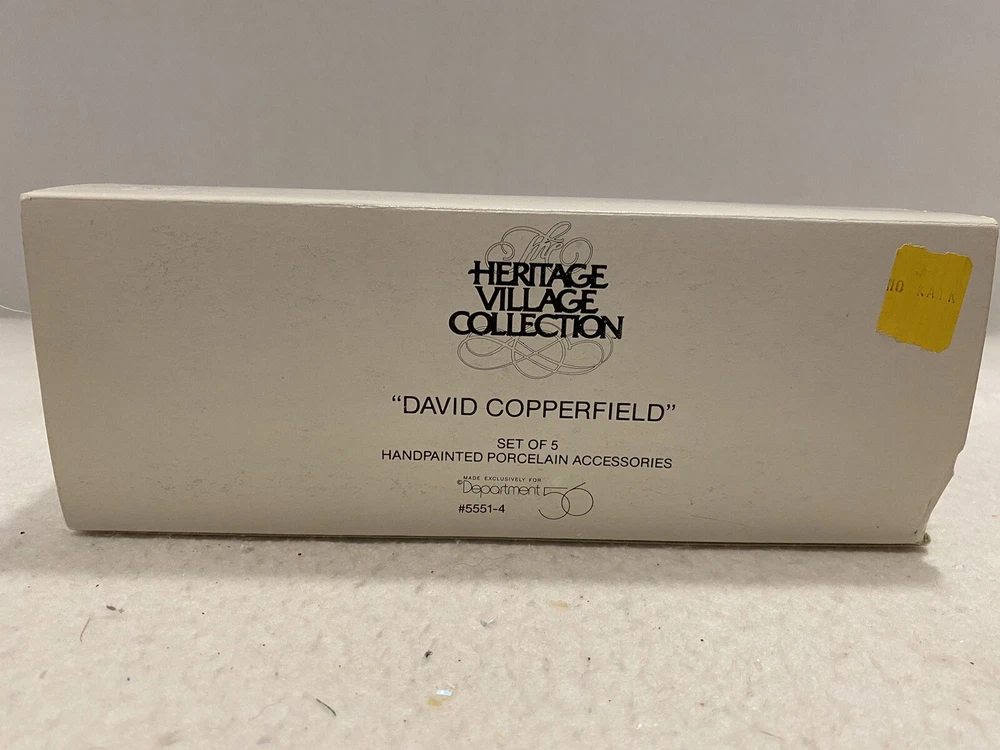 The
HERITAGE
VILLAGE
COLLECTION
“DAVID COPPERFIELD”
SET OF 5
HANDPAINTED PORCELAIN ACCESSORIES
MADE EXCLUSIVELY FOR
©Department 56
#5551-4